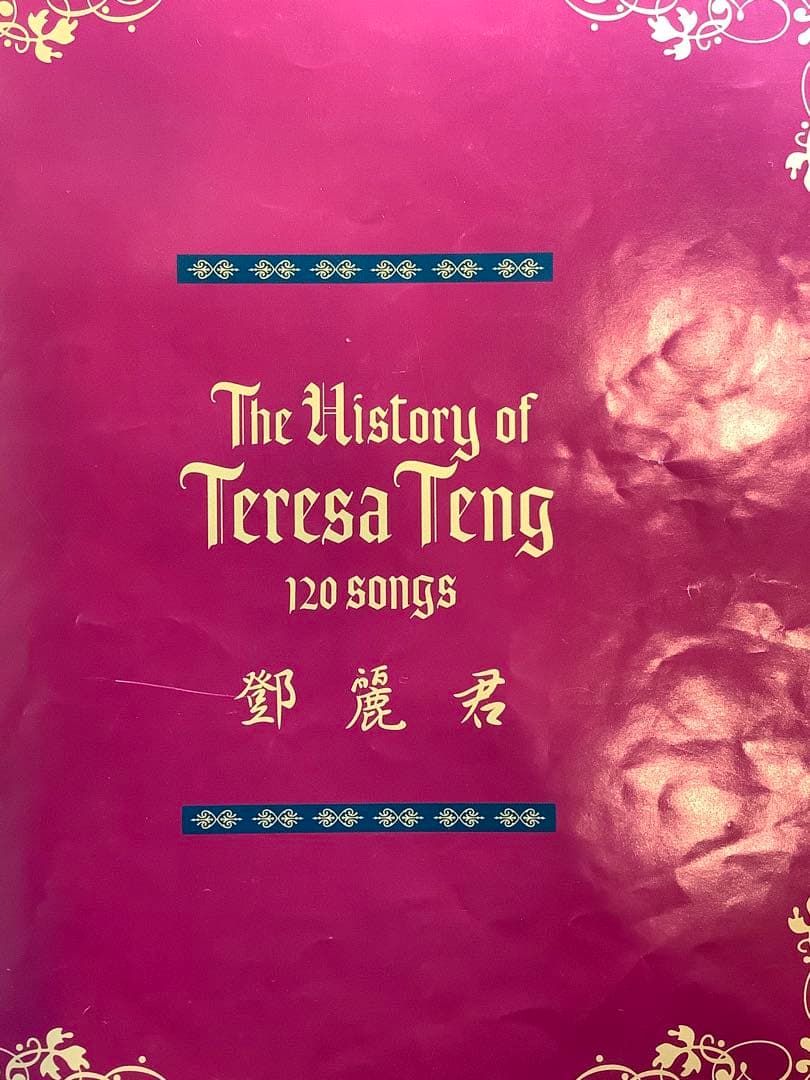 The History of
Teresa Teng
120 songs
鄧麗君